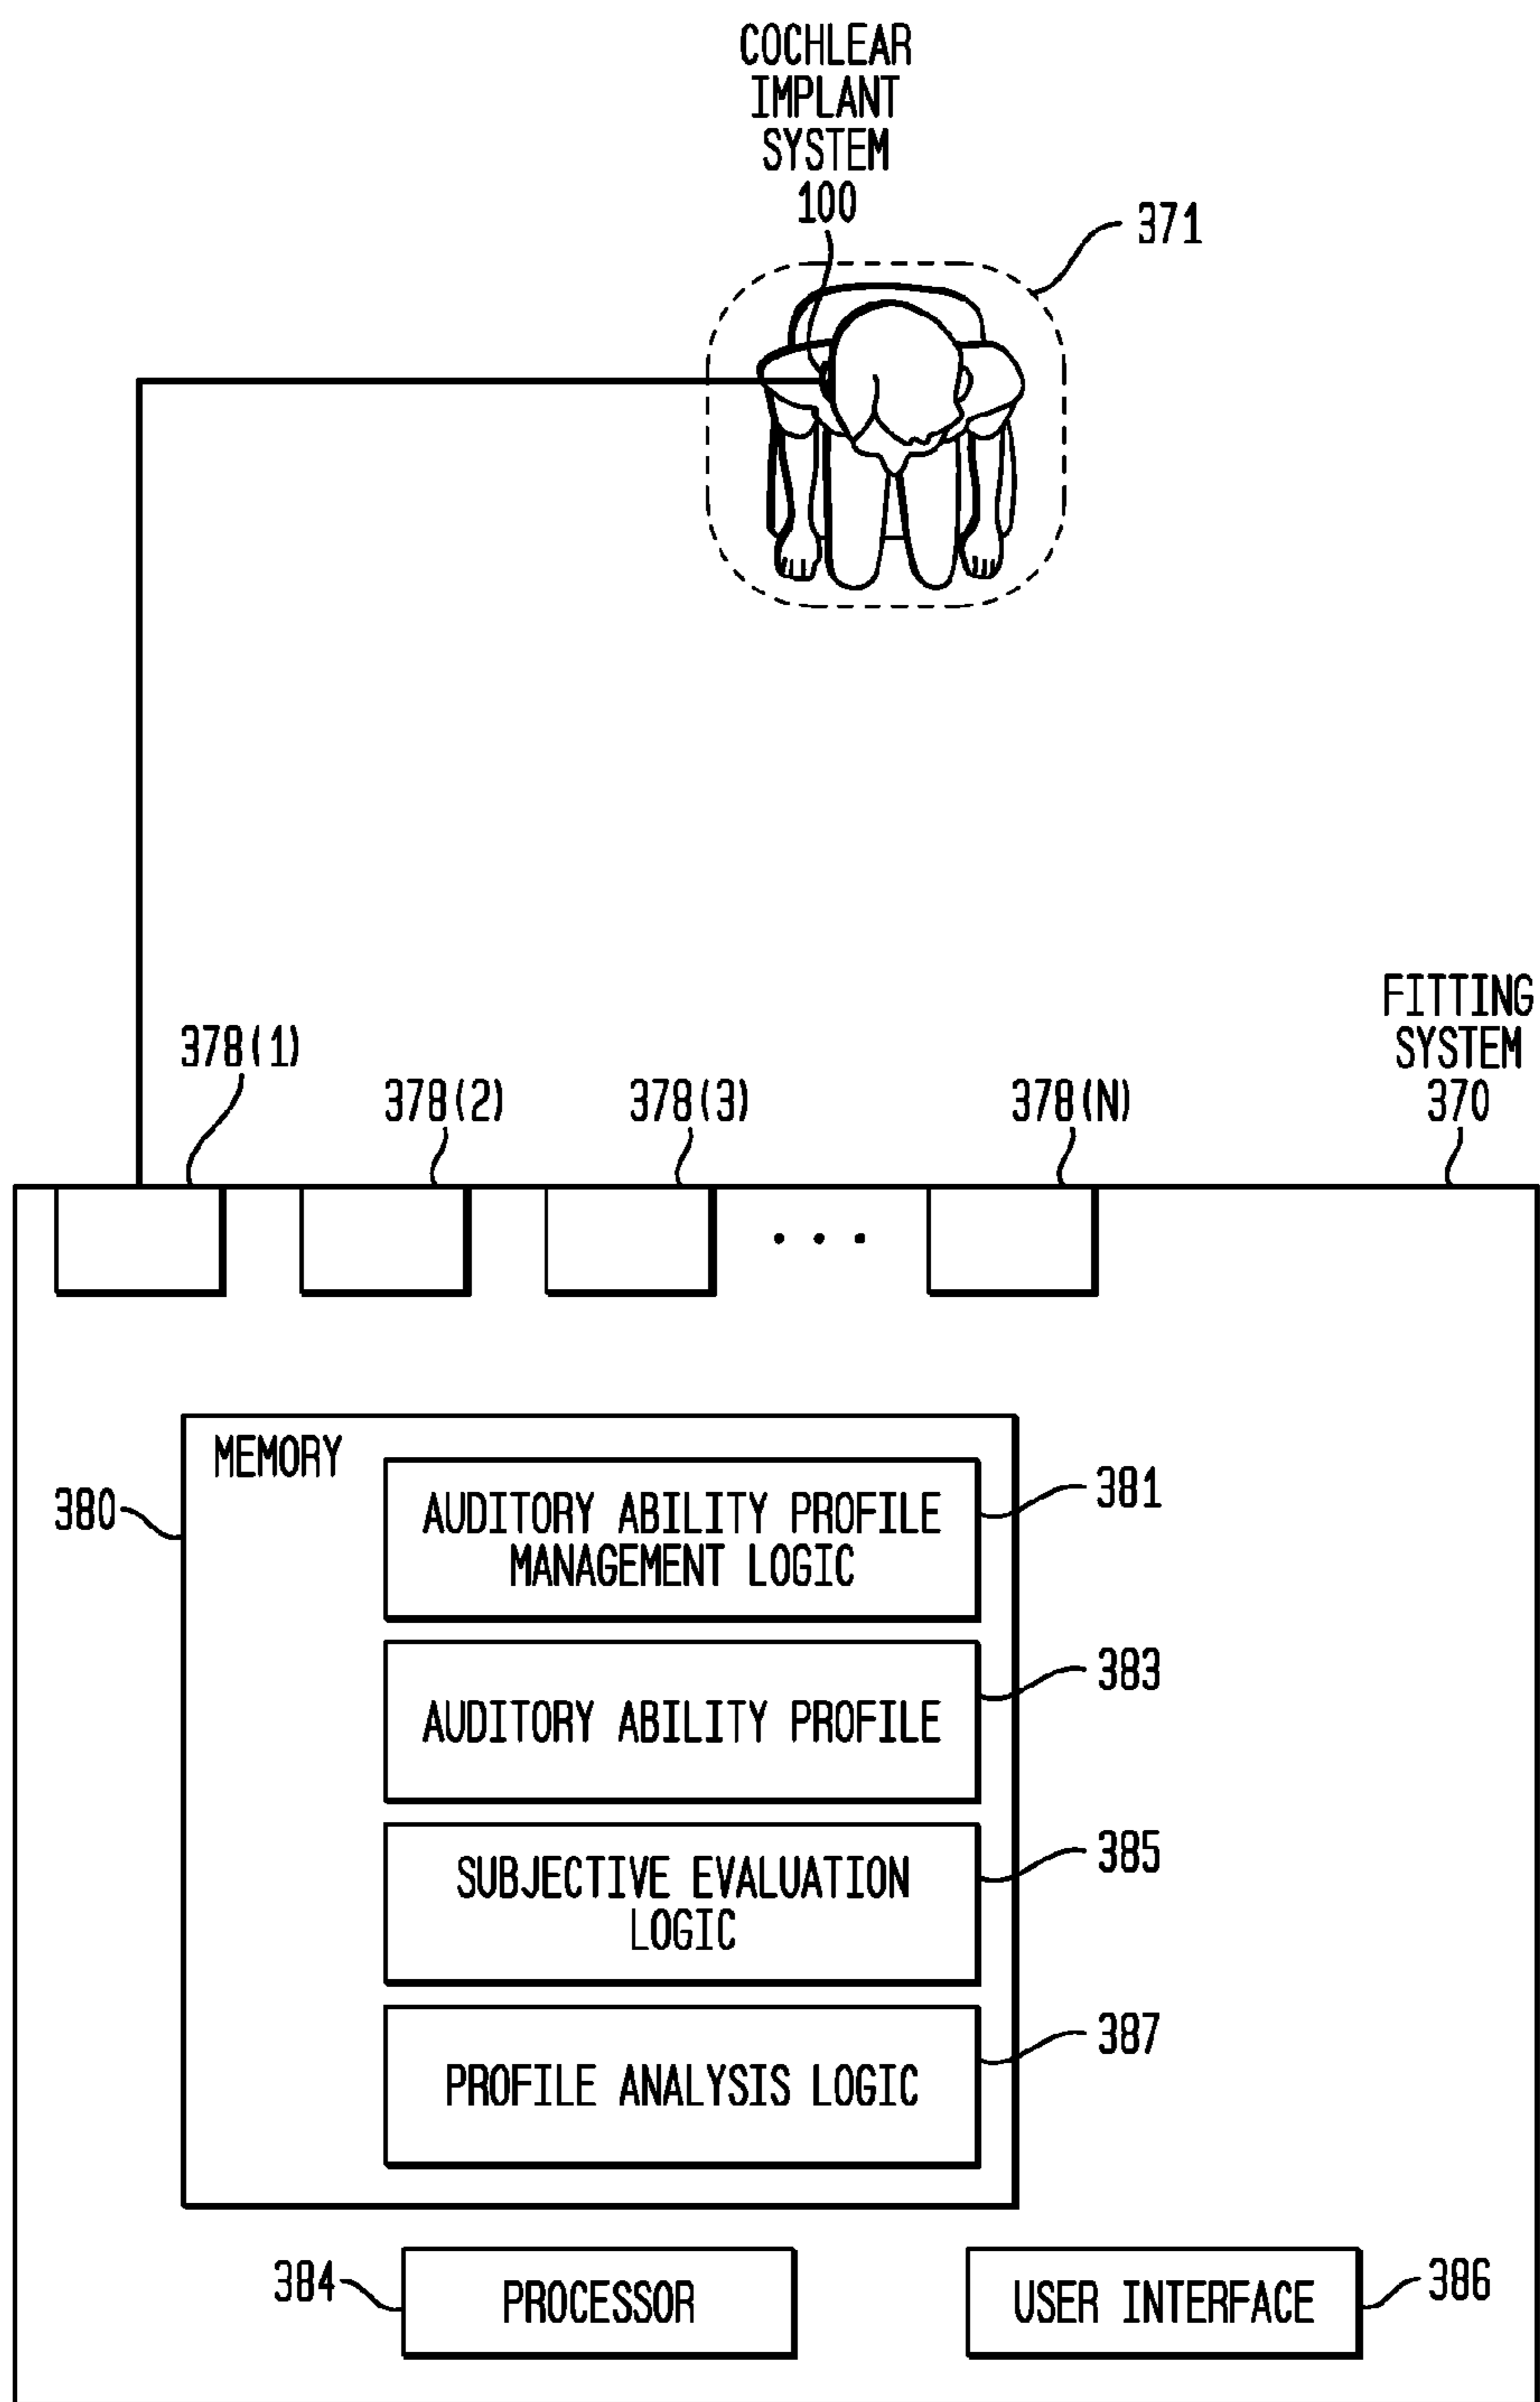 COCHLEAR
IMPLANT
SYSTEM
100
371
FITTING
SYSTEM
370
378(1)
378(2)
378(3)
...
378(N)
MEMORY
380
AUDITORY ABILITY PROFILE
MANAGEMENT LOGIC
381
AUDITORY ABILITY PROFILE
383
SUBJECTIVE EVALUATION
LOGIC
385
PROFILE ANALYSIS LOGIC
387
384
PROCESSOR
USER INTERFACE
386